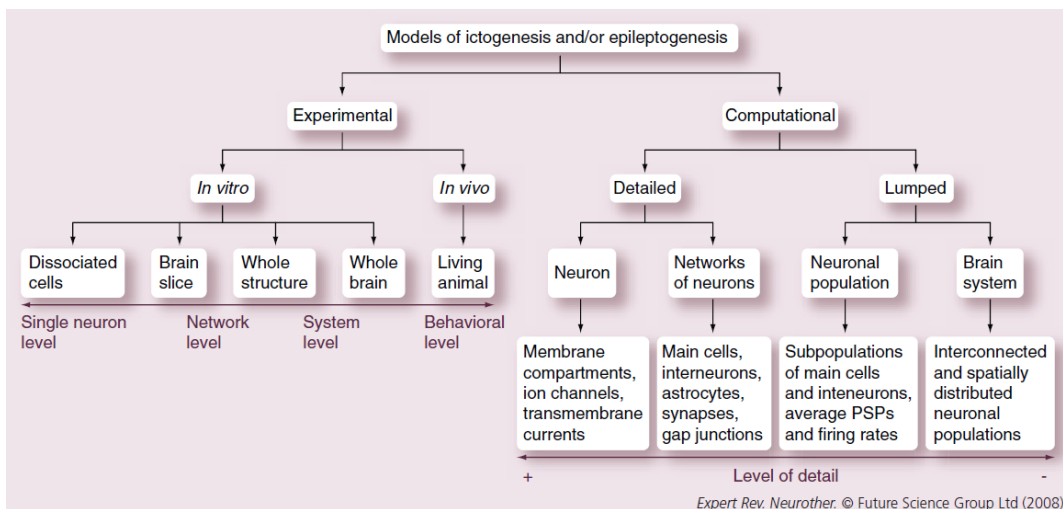 Models of ictogenesis and/or epileptogenesis
Experimental
Computational
In vitro
In vivo
Detailed
Lumped
Dissociated
cells
Brain
slice
Whole
structure
Whole
brain
Living
animal
Neuron
Networks
of neurons
Neuronal
population
Brain
system
Single neuron
level
Network
level
System
level
Behavioral
level
Membrane
compartments,
ion channels,
transmembrane
currents
Main cells,
interneurons,
astrocytes,
synapses,
gap junctions
Subpopulations
of main cells
and inteneurons,
average PSPs
and firing rates
Interconnected
and spatially
distributed
neuronal
populations
+
Level of detail
-
Expert Rev. Neurother. © Future Science Group Ltd (2008)